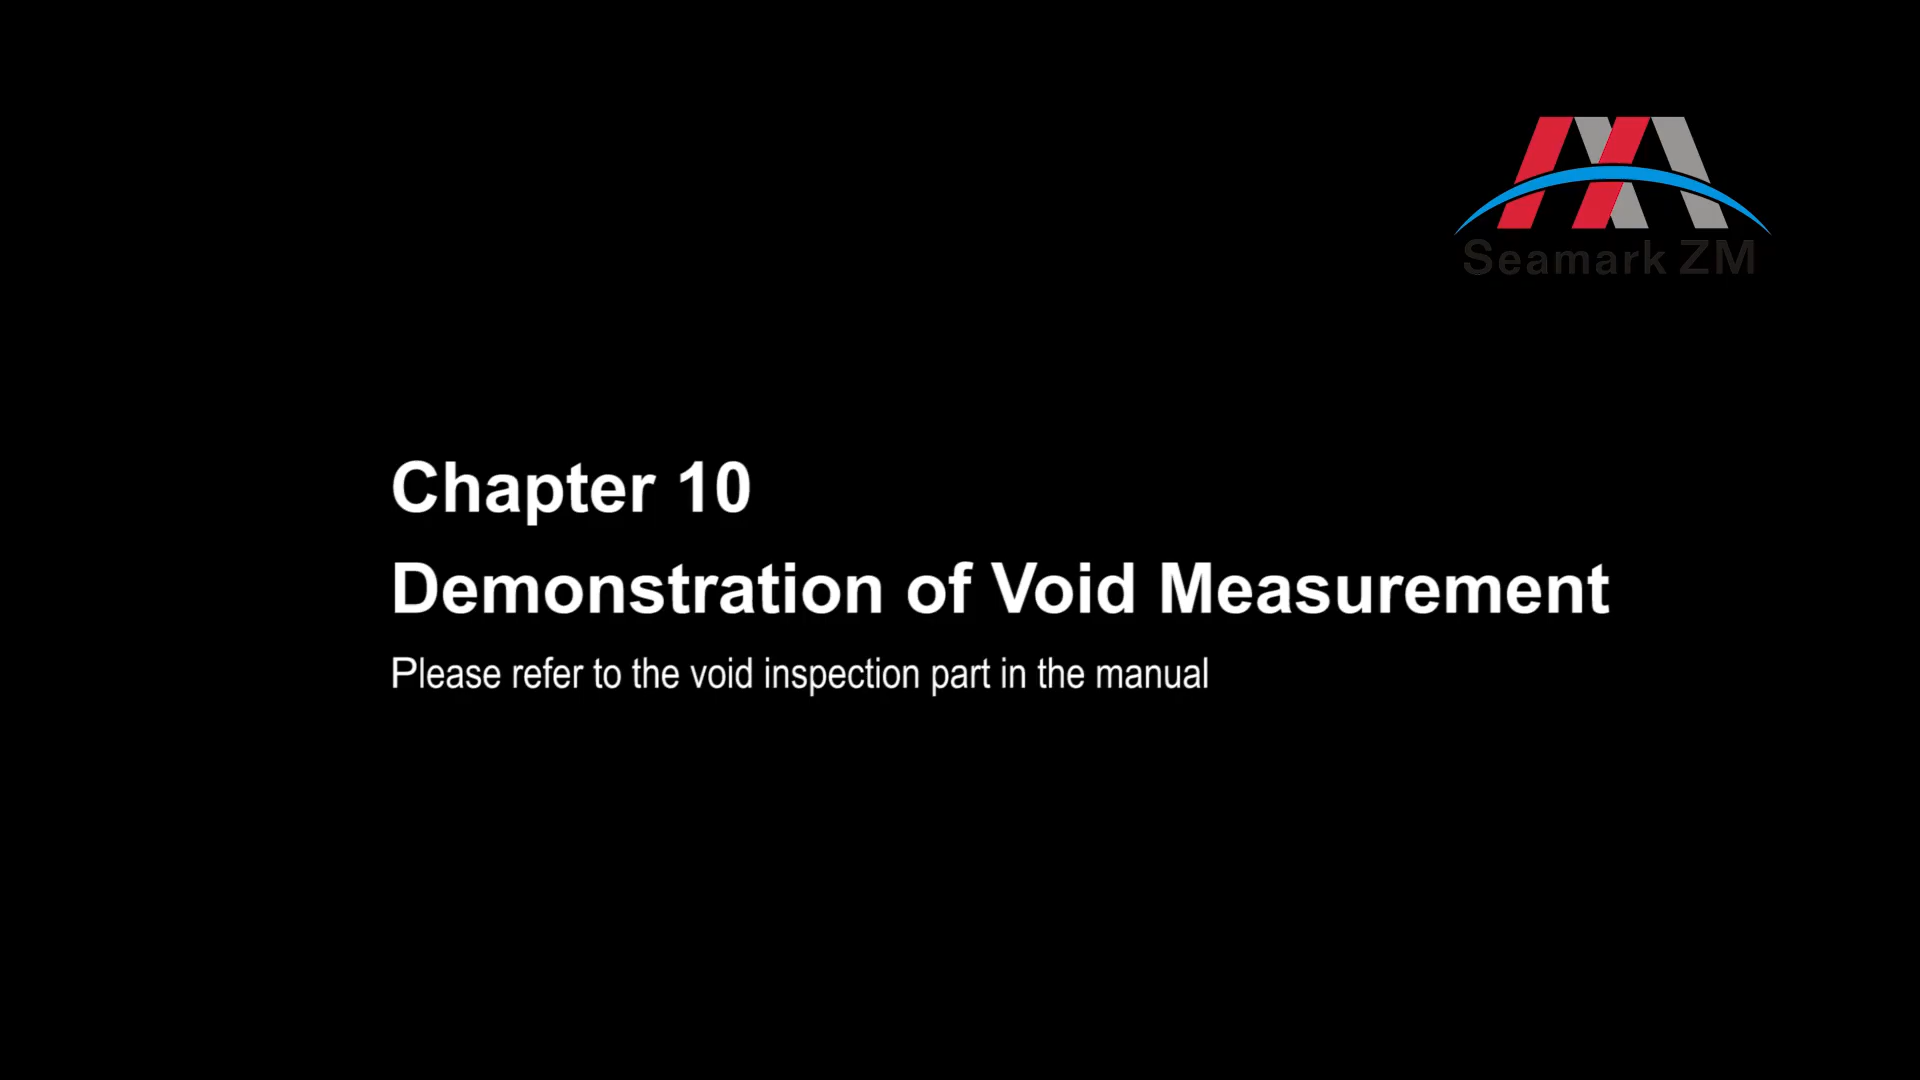 Seamark ZM
Chapter 10
Demonstration of Void Measurement
Please refer to the void inspection part in the manual